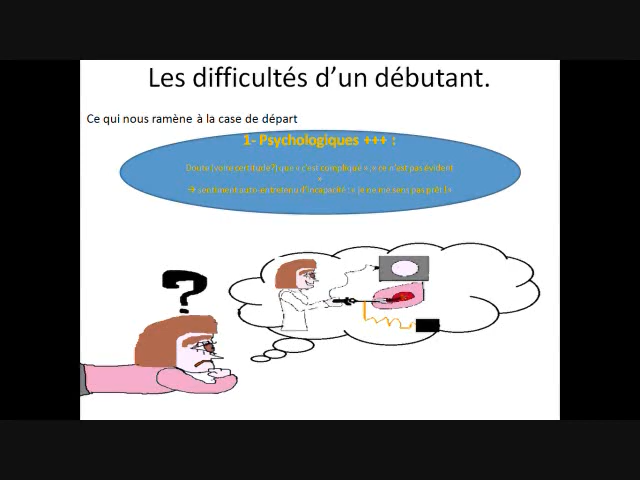 Les difficultés d’un débutant.
Ce qui nous ramène à la case de départ
1- Psychologiques +++ :
Doute (voire certitude?) que « c’est compliqué », « ce n’est pas évident
»
→ sentiment auto-entretenu d’incapacité : « je ne me sens pas prêt ! »
?